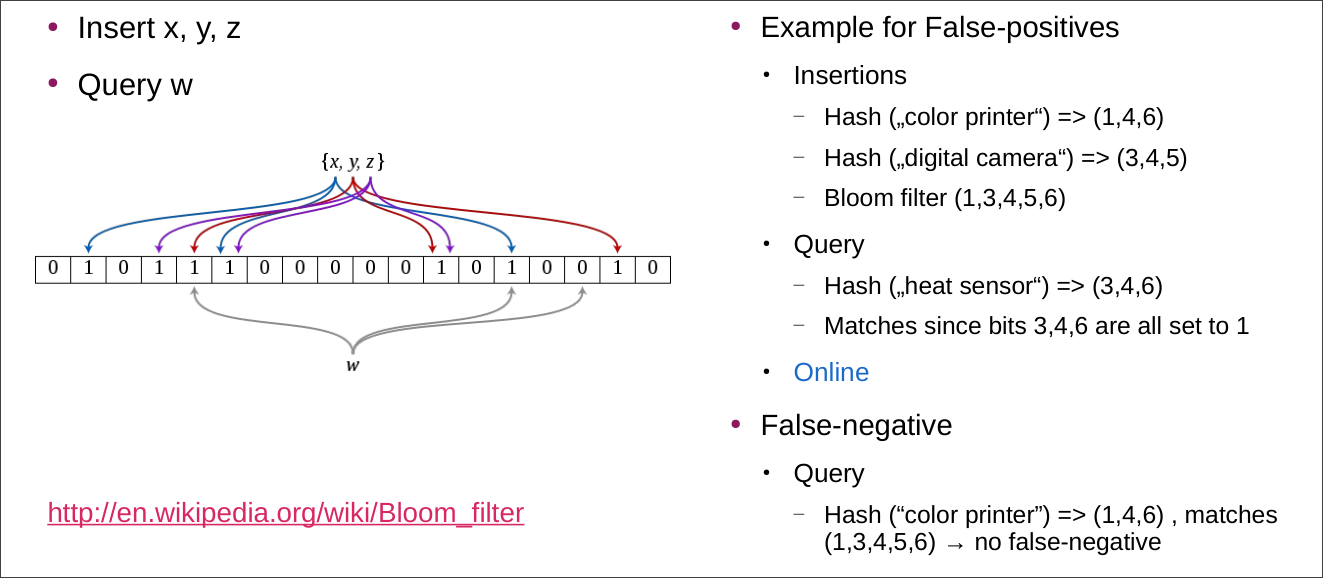 • Insert x, y, z
• Query w
{x, y, z}
0 1 0 1 1 1 0 0 0 0 0 1 0 1 0 0 1 0
w
http://en.wikipedia.org/wiki/Bloom_filter
• Example for False-positives
• Insertions
– Hash („color printer“) => (1,4,6)
– Hash („digital camera“) => (3,4,5)
– Bloom filter (1,3,4,5,6)
• Query
– Hash („heat sensor“) => (3,4,6)
– Matches since bits 3,4,6 are all set to 1
• Online
• False-negative
• Query
– Hash (“color printer”) => (1,4,6) , matches
(1,3,4,5,6) → no false-negative